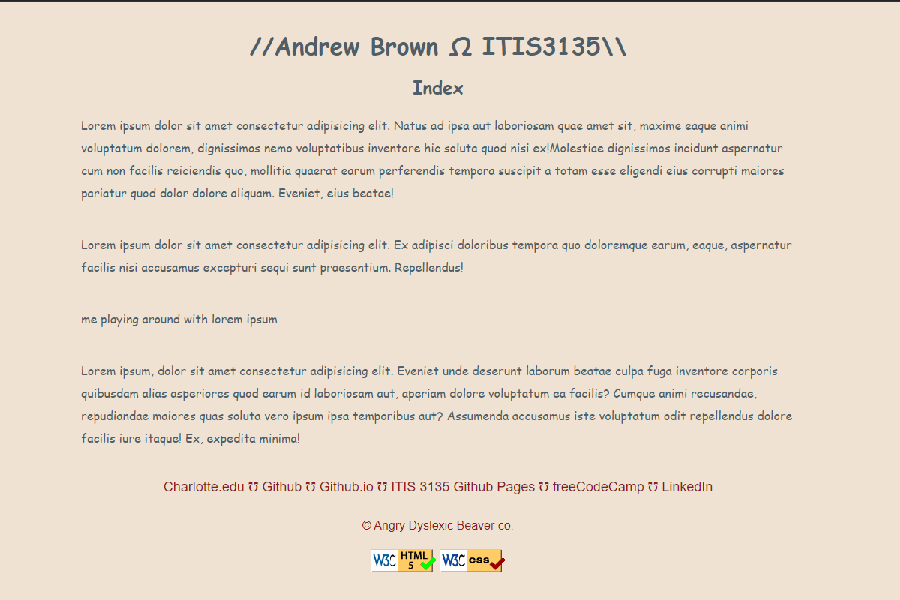 //Andrew Brown Ω ITIS3135\\
Index
Lorem ipsum dolor sit amet consectetur adipisicing elit. Natus ad ipsa aut laboriosam quae amet sit, maxime eaque animi
voluptatum dolorem, dignissimos nemo voluptatibus inventore hic soluta quod nisi ex!Molestiae dignissimos incidunt aspernatur
cum non facilis reiciendis quo, mollitia quaerat earum perferendis tempora suscipit a totam esse eligendi eius corrupti maiores
pariatur quod dolor dolore aliquam. Eveniet, eius beatae!
Lorem ipsum dolor sit amet consectetur adipisicing elit. Ex adipisci doloribus tempora quo doloremque earum, eaque, aspernatur
facilis nisi accusamus excepturi sequi sunt praesentium. Repellendus!
me playing around with lorem ipsum
Lorem ipsum, dolor sit amet consectetur adipisicing elit. Eveniet unde deserunt laborum beatae culpa fuga inventore corporis
quibusdam alias asperiores quod earum id laboriosam aut, aperiam dolore voluptatum ea facilis? Cumque animi recusandae,
repudiandae maiores quas soluta vero ipsum ipsa temporibus aut? Assumenda accusamus iste voluptatum odit repellendus dolore
facilis iure itaque! Ex, expedita minima!
Charlotte.edu ℧ Github ℧ Github.io ℧ ITIS 3135 Github Pages ℧ freeCodeCamp ℧ LinkedIn
© Angry Dyslexic Beaver co.
W3C HTML 5 W3C css